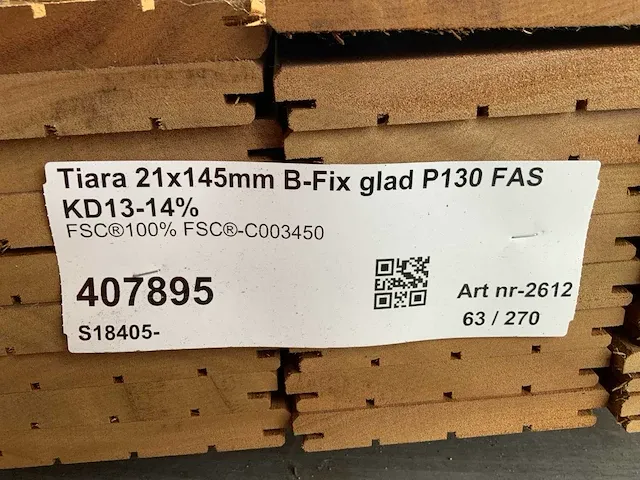 Tiara 21x145mm B-Fix glad P130 FAS
KD13-14%
FSC®100% FSC®-C003450
407895
Art nr-2612
S18405-
63 / 270